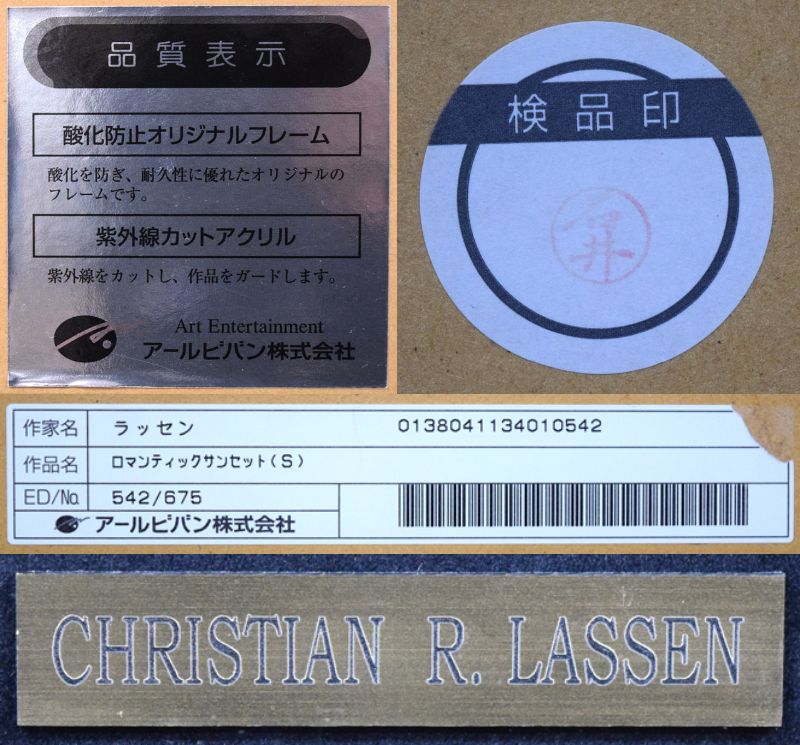 品質表示
酸化防止オリジナルフレーム
酸化を防ぎ、耐久性に優れたオリジナルの
フレームです。
紫外線カットアクリル
紫外線をカットし、作品をガードします。
Art Entertainment
アールビバン株式会社
検品印
石井
作家名 ラッセン 0138041134010542
作品名 ロマンティックサンセット(S)
ED/No. 542/675
アールビバン株式会社
CHRISTIAN R. LASSEN